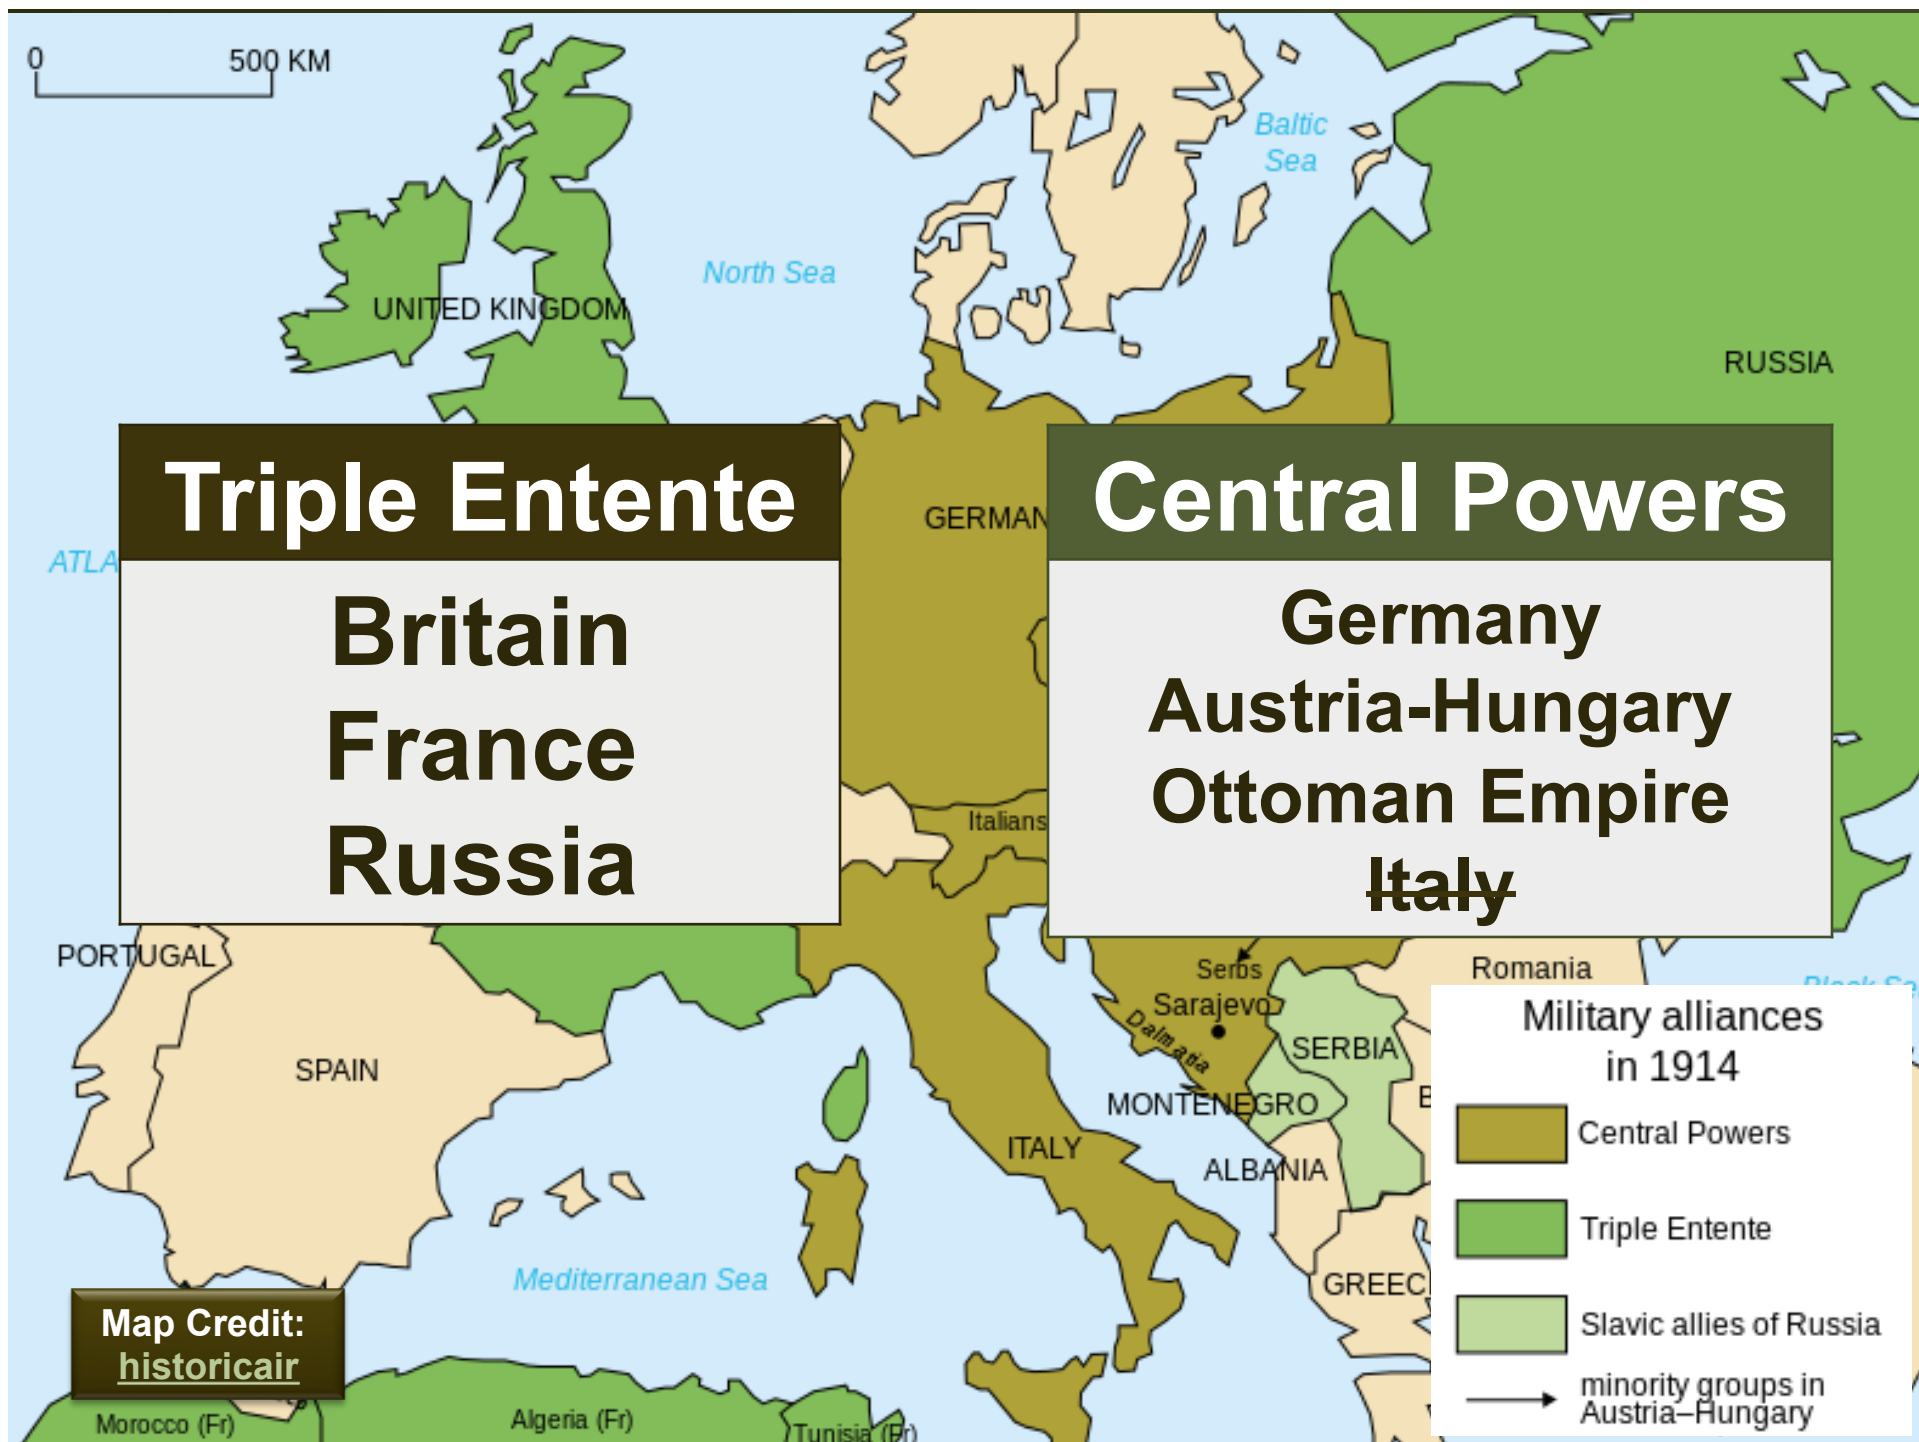 0
500 KM
Baltic
Sea
North Sea
UNITED KINGDOM
RUSSIA
Triple Entente
Britain
France
Russia
GERMAN
Central Powers
Germany
Austria-Hungary
Ottoman Empire
Italy
ATLA
Italians
PORTUGAL
SPAIN
Serbs
Sarajevo
Dalmatia
SERBIA
MONTENEGRO
ALBANIA
ITALY
Romania
Black Se
B
GREEC
Mediterranean Sea
Map Credit:
historicair
Morocco (Fr)
Algeria (Fr)
Tunisia (Fr)
Military alliances
in 1914
Central Powers
Triple Entente
Slavic allies of Russia
minority groups in
Austria–Hungary